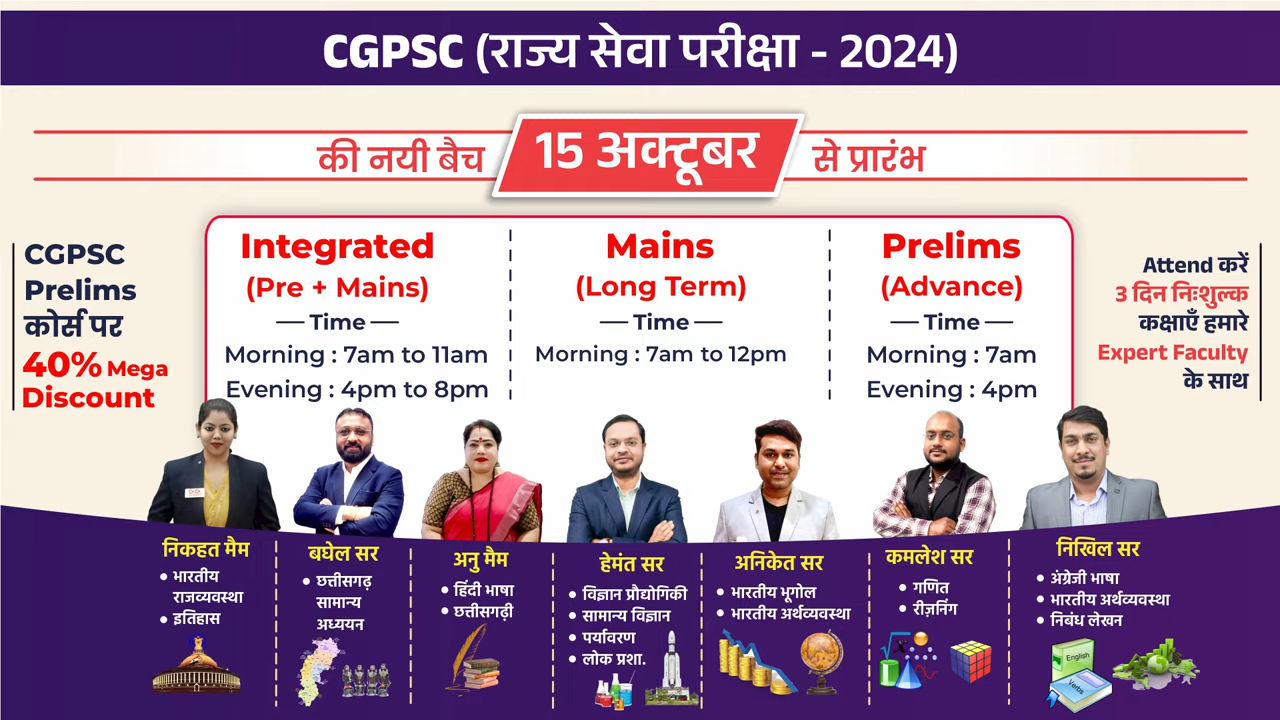 CGPSC (राज्य सेवा परीक्षा - 2024)
की नयी बैच 15 अक्टूबर से प्रारंभ
CGPSC
Prelims
कोर्स पर
40% Mega
Discount
Integrated
(Pre + Mains)
Time
Morning : 7am to 11am
Evening : 4pm to 8pm
Mains
(Long Term)
Time
Morning : 7am to 12pm
Prelims
(Advance)
Time
Morning : 7am
Evening : 4pm
Attend करें
3 दिन निःशुल्क
कक्षाएँ हमारे
Expert Faculty
के साथ
निकहत मैम
• भारतीय
राजव्यवस्था
• इतिहास
बघेल सर
• छत्तीसगढ़
सामान्य
अध्ययन
अनु मैम
• हिंदी भाषा
• छत्तीसगढ़ी
हेमंत सर
• विज्ञान प्रौद्योगिकी
• सामान्य विज्ञान
• पर्यावरण
• लोक प्रशा.
अनिकेत सर
• भारतीय भूगोल
• भारतीय अर्थव्यवस्था
कमलेश सर
• गणित
• रीज़निंग
निखिल सर
• अंग्रेजी भाषा
• भारतीय अर्थव्यवस्था
• निबंध लेखन
English
Verbs